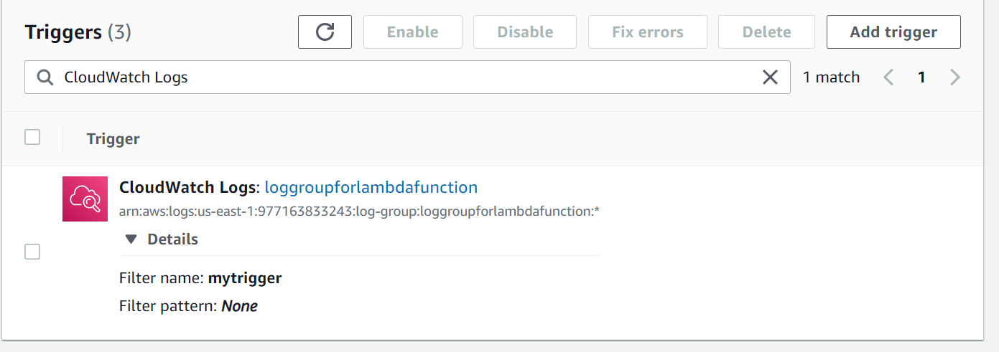 Triggers (3)
Enable
Disable
Fix errors
Delete
Add trigger
CloudWatch Logs
1 match
1
Trigger
CloudWatch Logs: loggroupforlambdafunction
arn:aws:logs:us-east-1:977163833243:log-group:loggroupforlambdafunction:*
Details
Filter name: mytrigger
Filter pattern: None